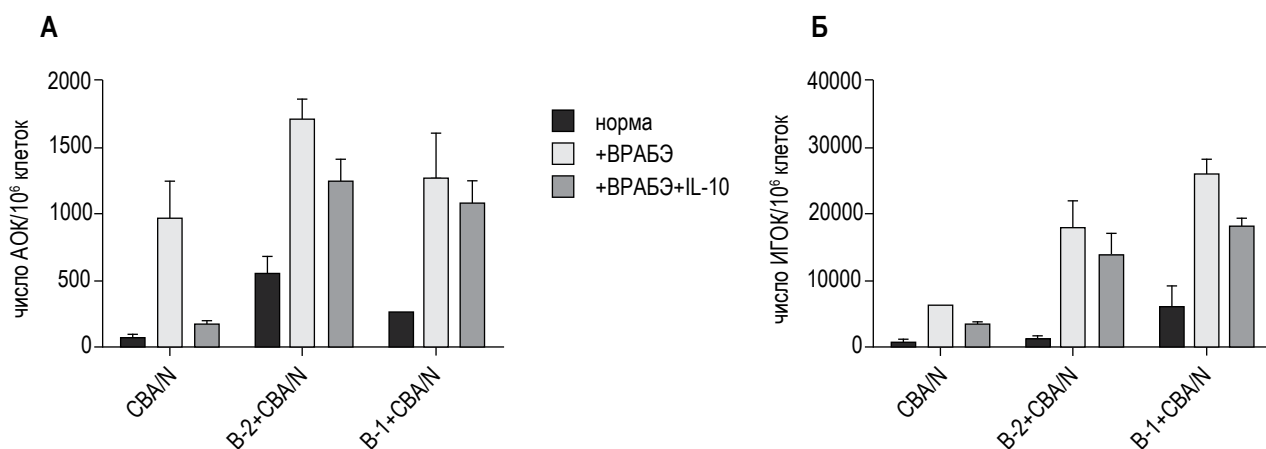 А
число АОК/10⁶ клеток
2000
1500
1000
500
0
CBA/N
B-2+CBA/N
B-1+CBA/N
норма
+ВРАБЭ
+ВРАБЭ+IL-10
Б
число ИГОК/10⁶ клеток
40000
30000
20000
10000
0
CBA/N
B-2+CBA/N
B-1+CBA/N